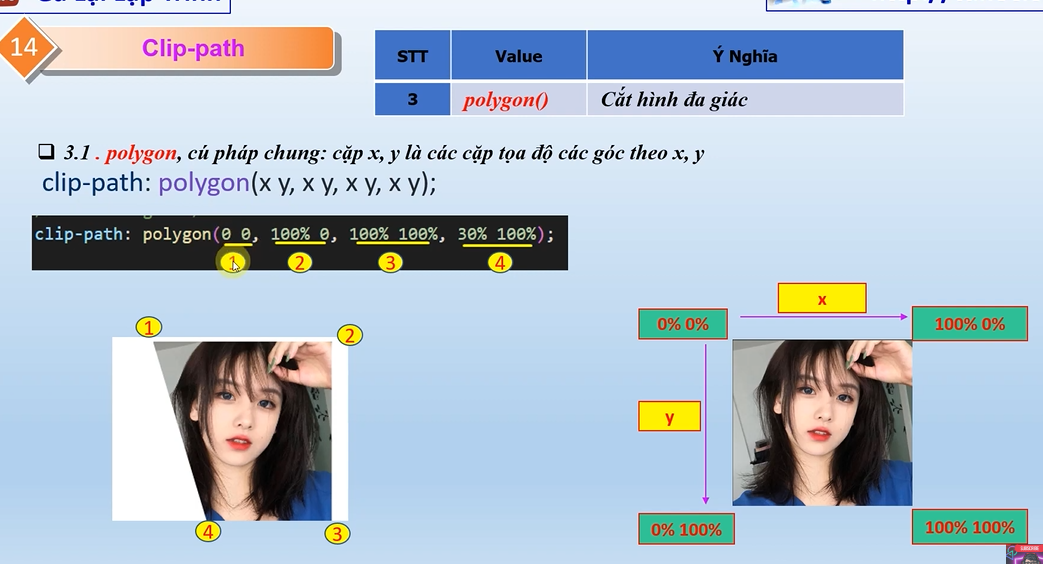 14
Clip-path
STT Value Ý Nghĩa
3 polygon() Cắt hình đa giác
3.1 . polygon, cú pháp chung: cặp x, y là các cặp tọa độ các góc theo x, y
clip-path: polygon(x y, x y, x y, x y);
clip-path: polygon(0 0, 100% 0, 100% 100%, 30% 100%);
1 2 3 4
x
0% 0% 100% 0%
1 2
y
4 3
0% 100% 100% 100%
SUBSCRIBE